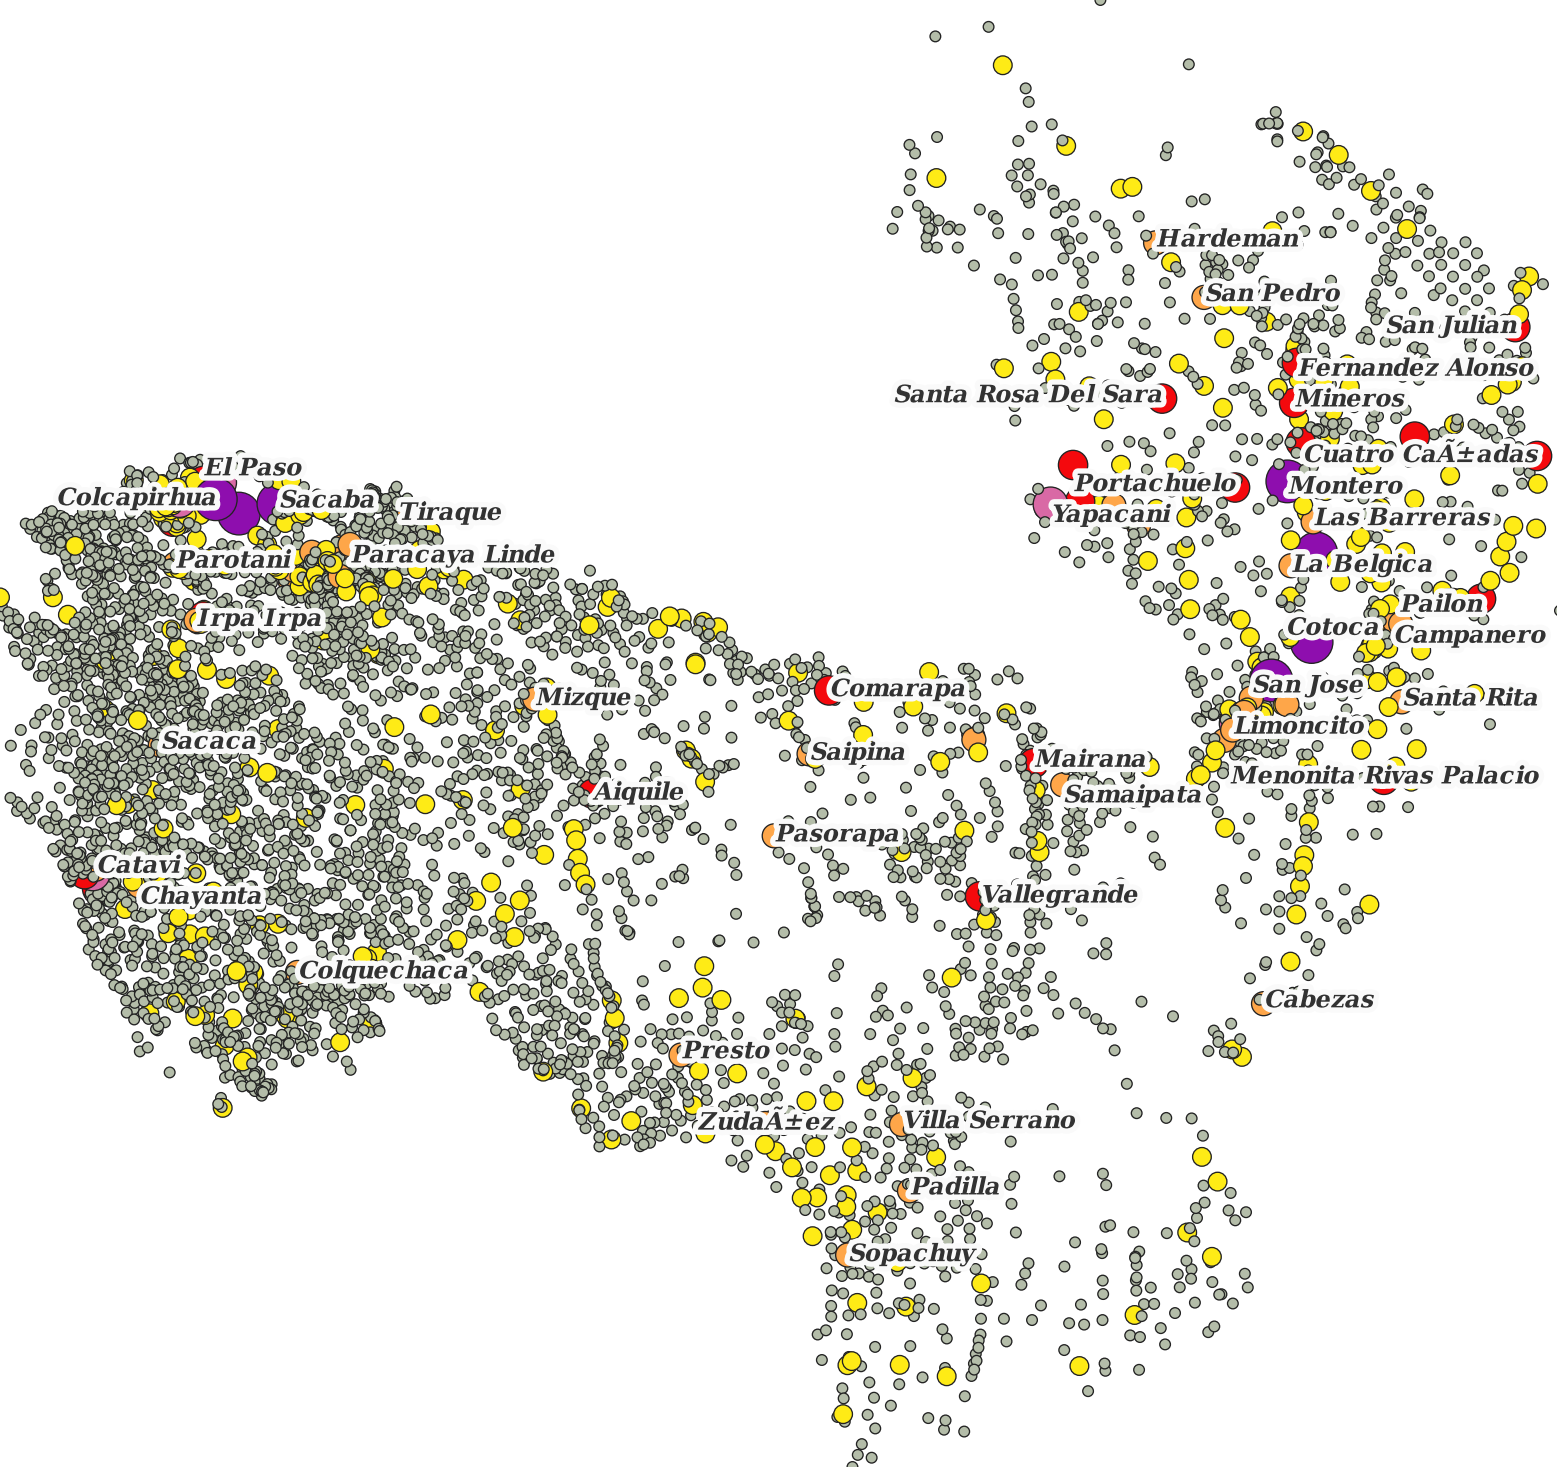 Hardeman
San Pedro
San Julian
Fernandez Alonso
Santa Rosa Del Sara
Mineros
Cuatro CaÃ±adas
El Paso
Colcapirhua
Sacaba
Tiraque
Portachuelo
Montero
Yapacani
Las Barreras
Parotani
Paracaya Linde
La Belgica
Irpa Irpa
Pailon
Cotoca
Campanero
Mizque
Comarapa
San Jose
Santa Rita
Sacaca
Saipina
Limoncito
Mairana
Menonita Rivas Palacio
Aiquile
Samaipata
Pasorapa
Catavi
Chayanta
Vallegrande
Colquechaca
Cabezas
Presto
ZudaÃ±ez
Villa Serrano
Padilla
Sopachuy